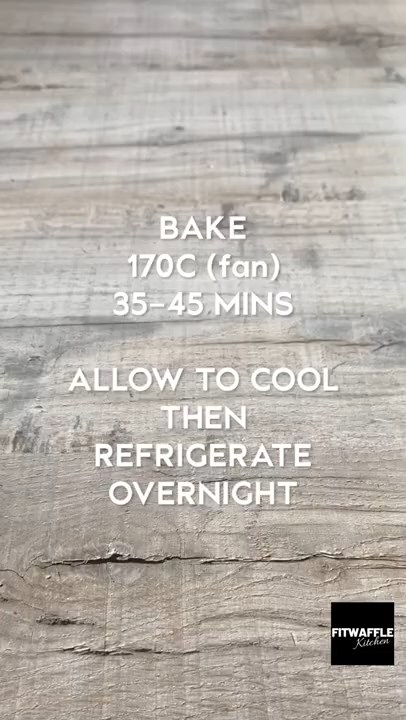 BAKE
170C (fan)
35-45 MINS
ALLOW TO COOL
THEN
REFRIGERATE
OVERNIGHT
FITWAFFLE
Kitchen